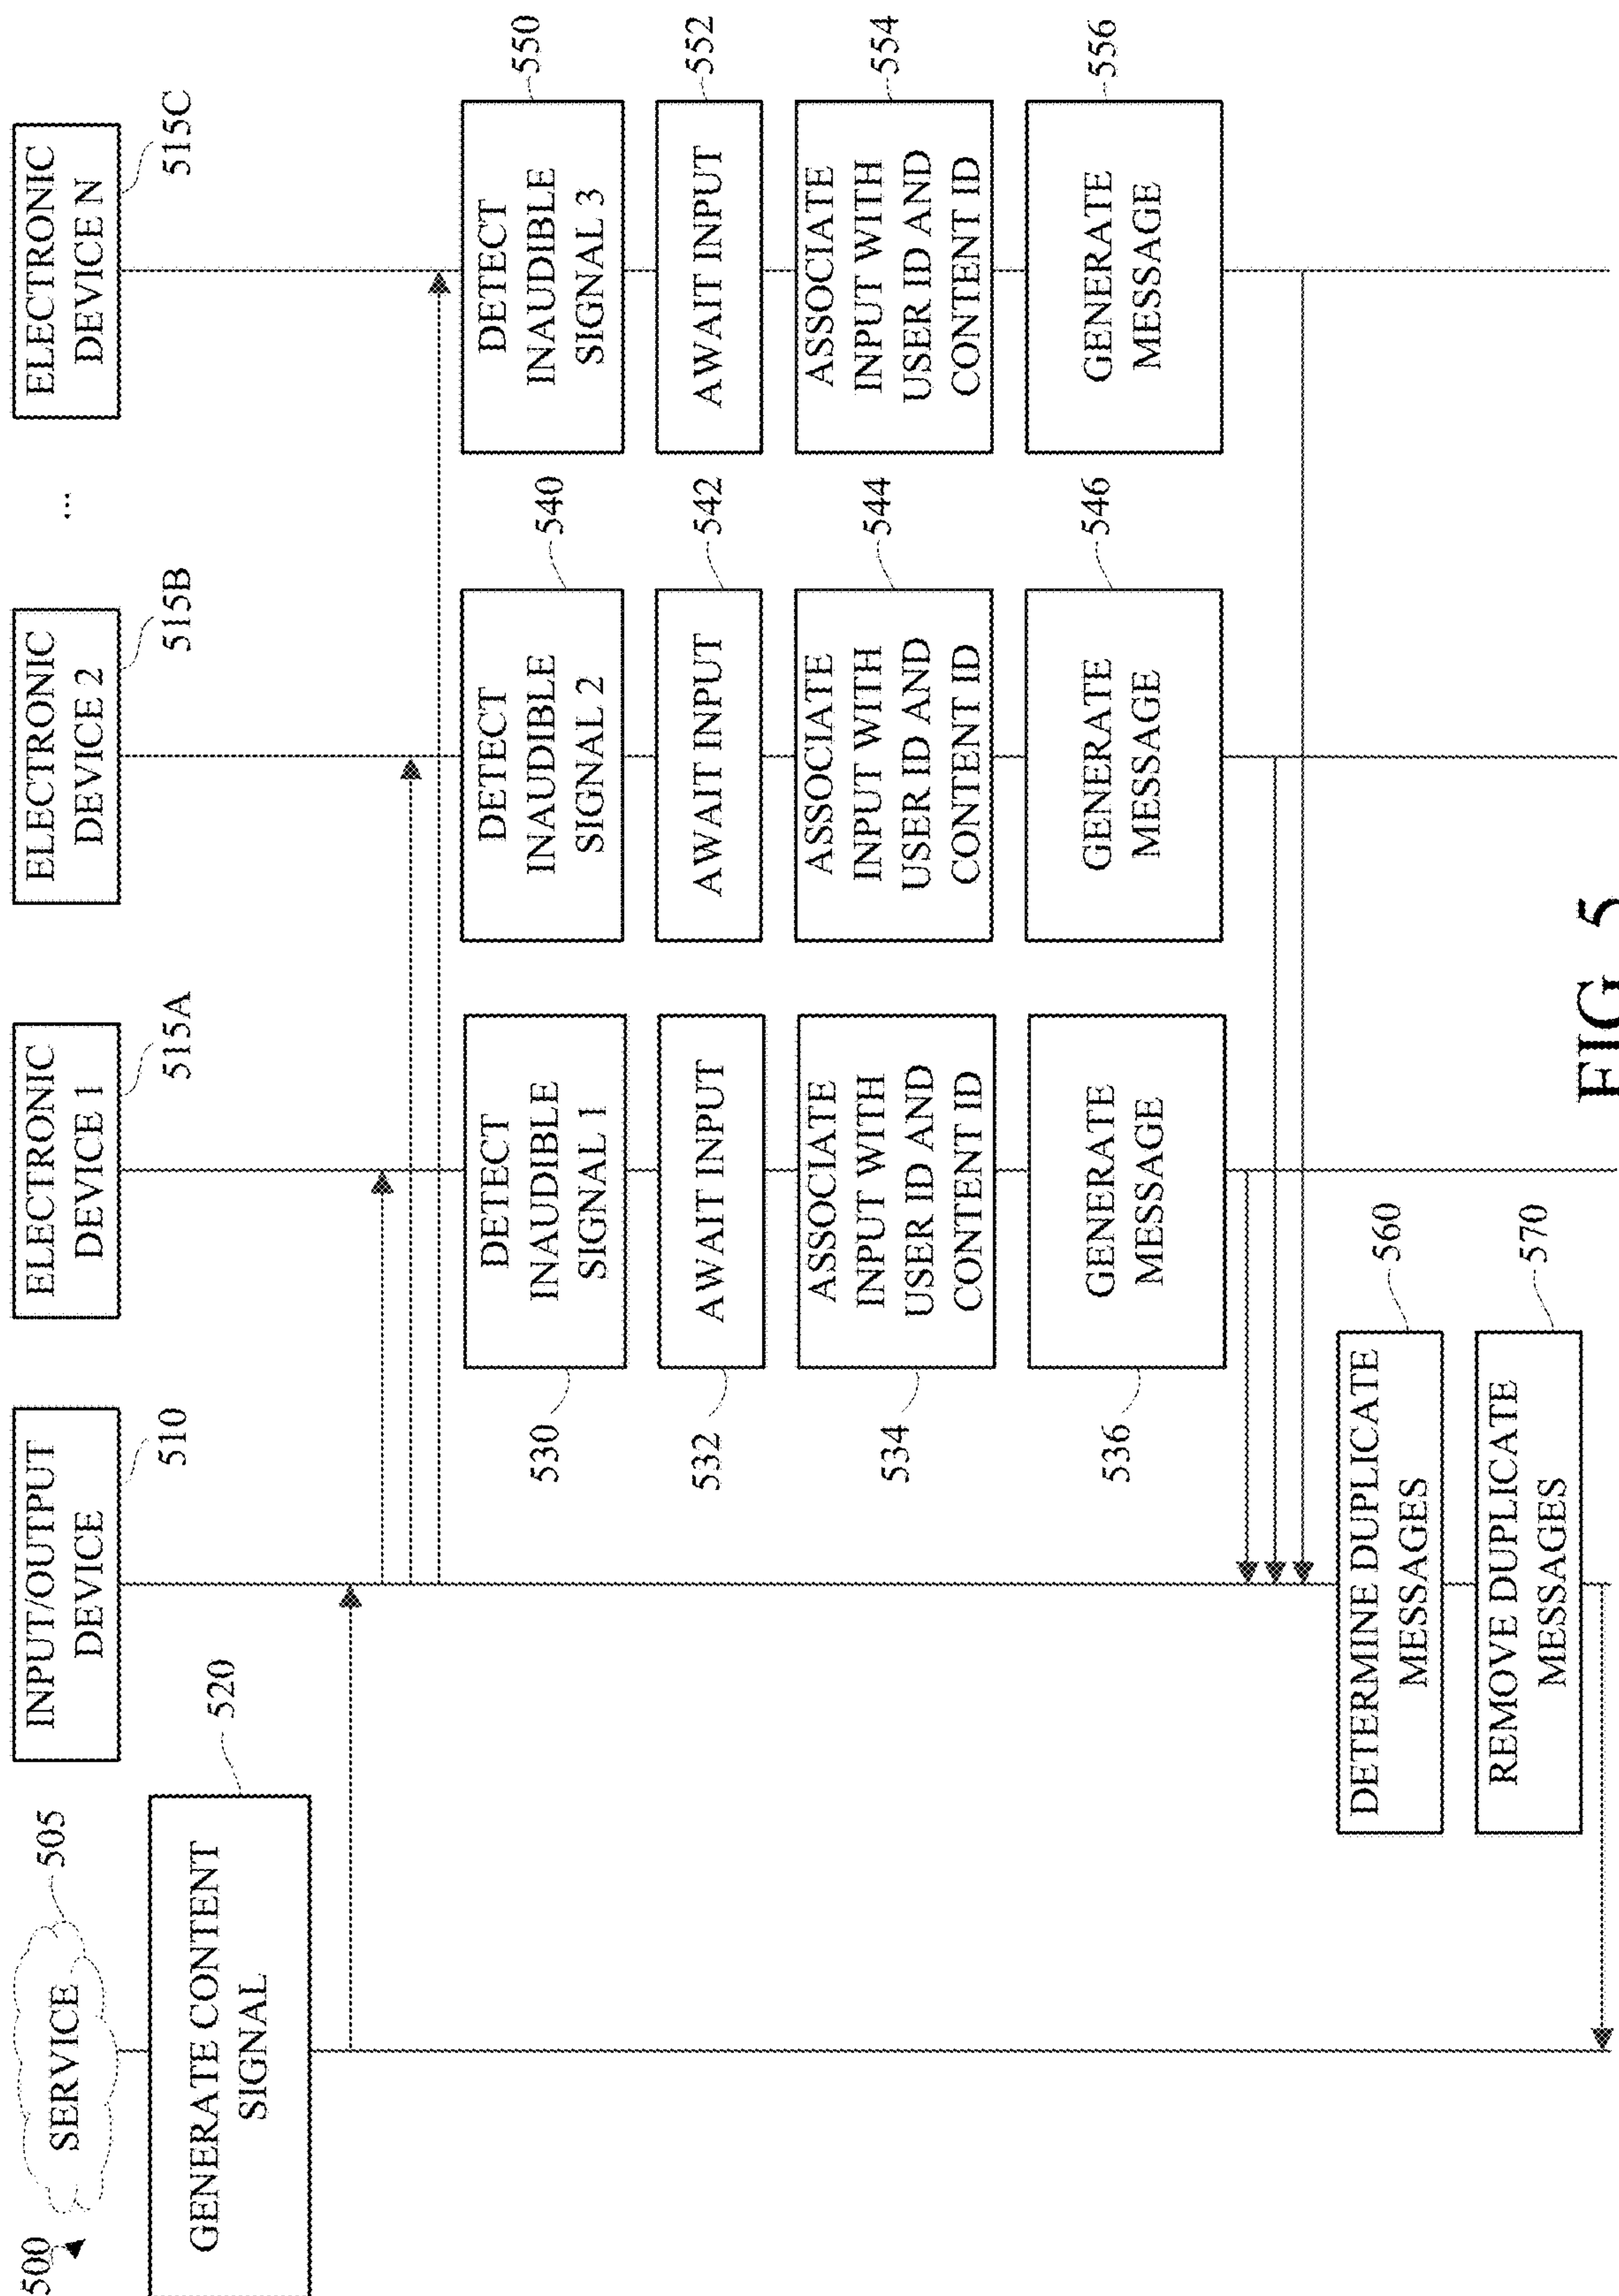 500
SERVICE
505
INPUT/OUTPUT
DEVICE
510
ELECTRONIC
DEVICE 1
515A
ELECTRONIC
DEVICE 2
515B
...
ELECTRONIC
DEVICE N
515C
GENERATE CONTENT
SIGNAL
520
DETECT
INAUDIBLE
SIGNAL 1
530
DETECT
INAUDIBLE
SIGNAL 2
540
DETECT
INAUDIBLE
SIGNAL 3
550
AWAIT INPUT
532
AWAIT INPUT
542
AWAIT INPUT
552
ASSOCIATE
INPUT WITH
USER ID AND
CONTENT ID
534
ASSOCIATE
INPUT WITH
USER ID AND
CONTENT ID
544
ASSOCIATE
INPUT WITH
USER ID AND
CONTENT ID
554
GENERATE
MESSAGE
536
GENERATE
MESSAGE
546
GENERATE
MESSAGE
556
DETERMINE DUPLICATE
MESSAGES
560
REMOVE DUPLICATE
MESSAGES
570
FIG. 5